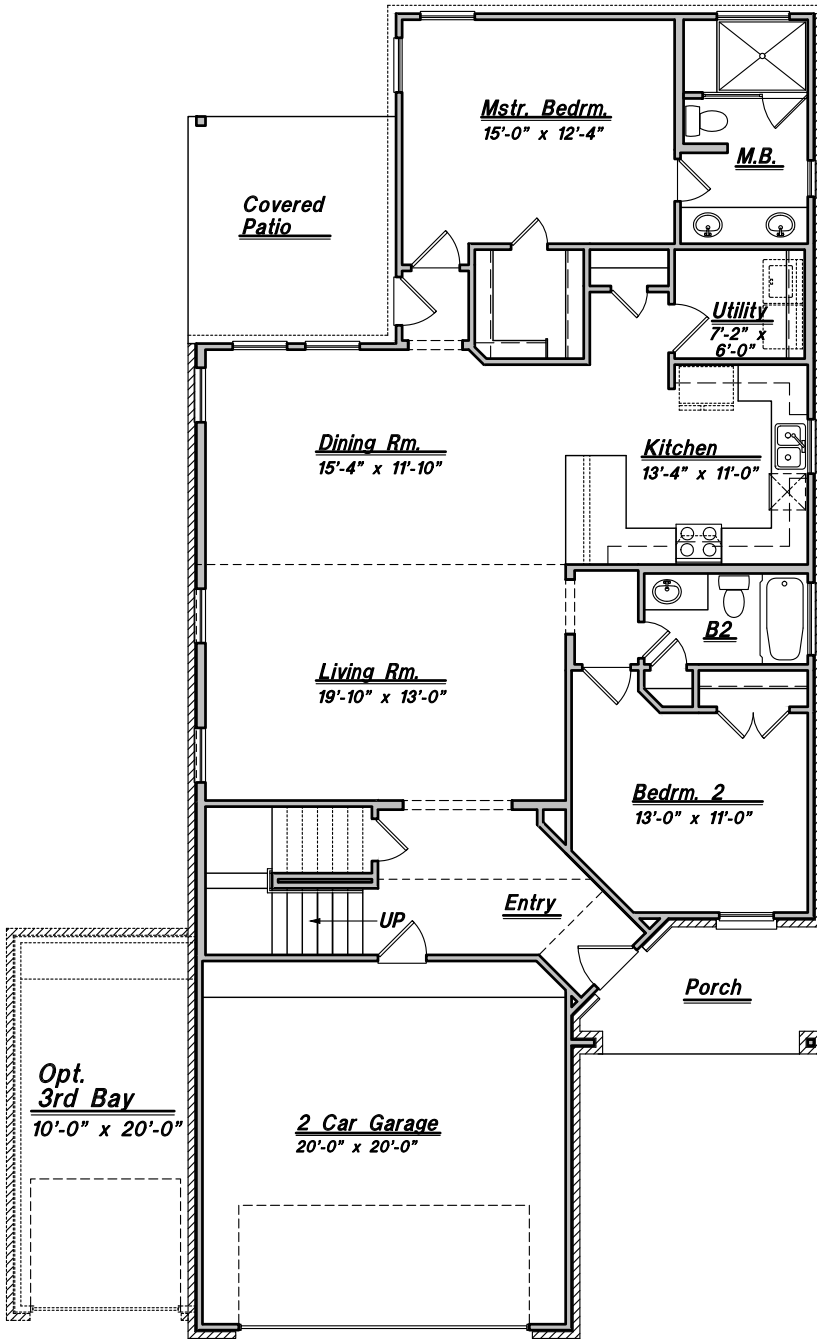 Mstr. Bedrm.
15'-0" x 12'-4"
M.B.
Covered
Patio
Utility
7'-2" x
6'-0"
Dining Rm.
15'-4" x 11'-10"
Kitchen
13'-4" x 11'-0"
B2
Living Rm.
19'-10" x 13'-0"
Bedrm. 2
13'-0" x 11'-0"
Entry
UP
Porch
Opt.
3rd Bay
10'-0" x 20'-0"
2 Car Garage
20'-0" x 20'-0"